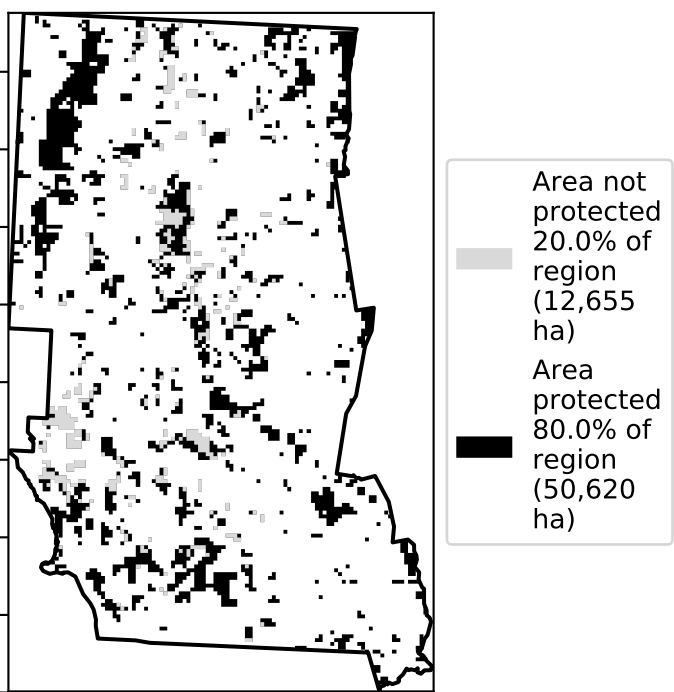 Area not
protected
20.0% of
region
(12,655
ha)
Area
protected
80.0% of
region
(50,620
ha)